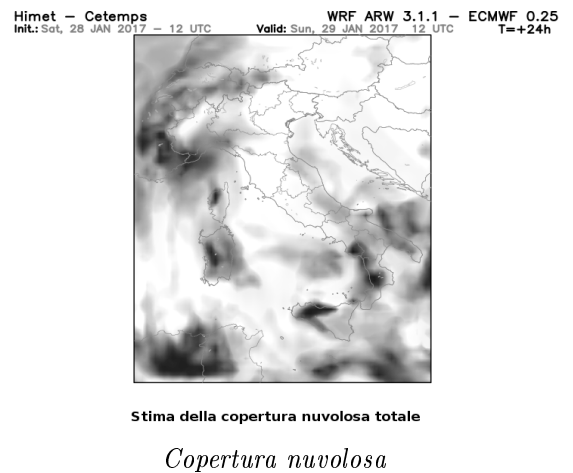 Himet – Cetemps WRF ARW 3.1.1 – ECMWF 0.25
Init.: Sat, 28 JAN 2017 – 12 UTC Valid: Sun, 29 JAN 2017 12 UTC T=+24h
Stima della copertura nuvolosa totale
Copertura nuvolosa